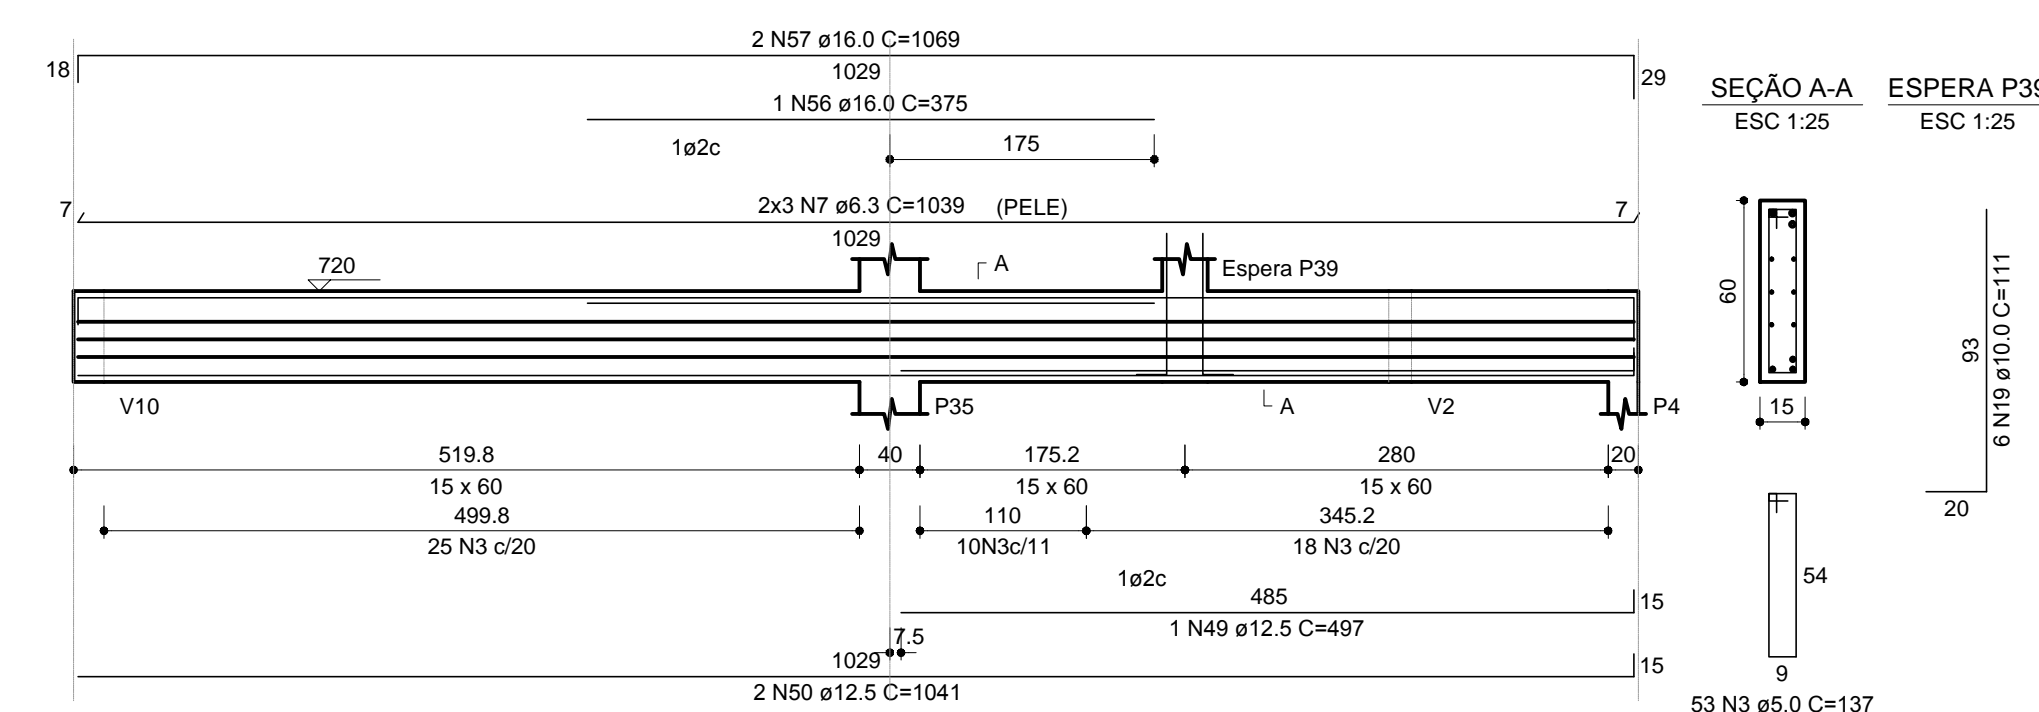 2 N57 ø16.0 C=1069
18
1029
29
1 N56 ø16.0 C=375
1ø2c
175
7
2x3 N7 ø6.3 C=1039 (PELE)
7
1029
A
720
Espera P39
V10
P35
A
V2
P4
519.8
40
175.2
280
20
15 x 60
15 x 60
15 x 60
499.8
110
345.2
25 N3 c/20
10N3c/11
18 N3 c/20
1ø2c
485
15
1 N49 ø12.5 C=497
7.5
1029
15
2 N50 ø12.5 C=1041
SEÇÃO A-A
ESC 1:25
60
15
54
9
53 N3 ø5.0 C=137
ESPERA P39
ESC 1:25
93
6 N19 ø10.0 C=111
20